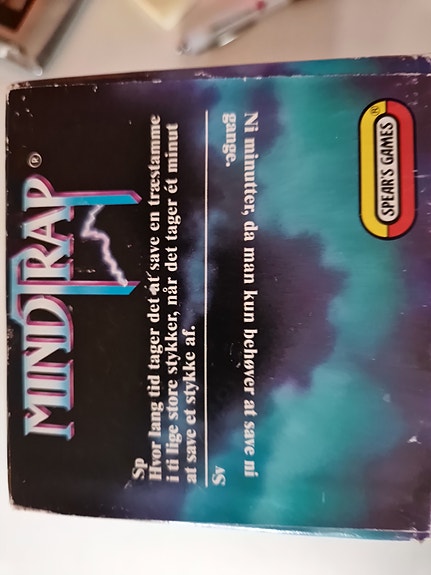 MINDTRAP®
Sp
Hvor lang tid tager det at save en træstamme
i ti lige store stykker, når det tager ét minut
at save et stykke af.
Sv
Ni minutter, da man kun behøver at save ni
gange.
SPEAR'S GAMES®